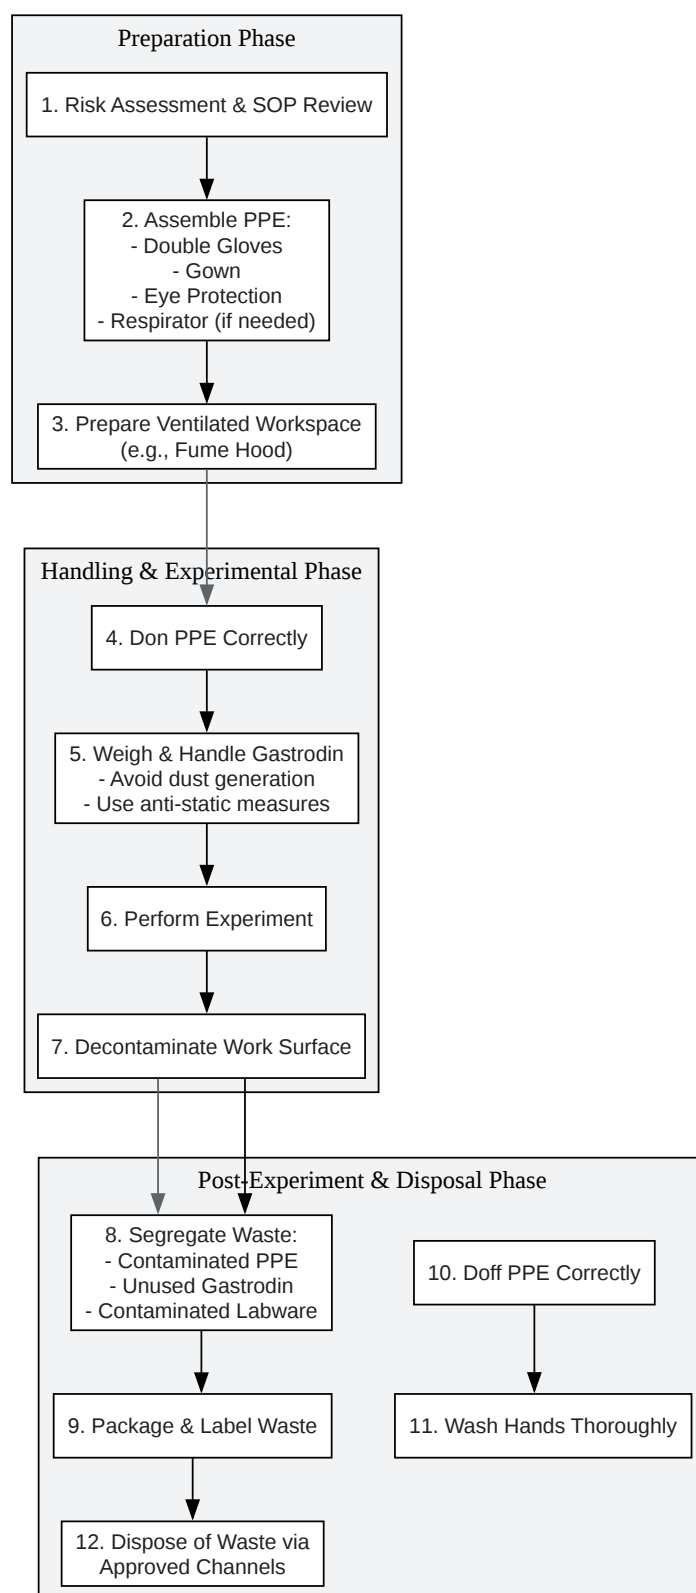 Preparation Phase
1. Risk Assessment & SOP Review
2. Assemble PPE:
- Double Gloves
- Gown
- Eye Protection
- Respirator (if needed)
3. Prepare Ventilated Workspace
(e.g., Fume Hood)
Handling & Experimental Phase
4. Don PPE Correctly
5. Weigh & Handle Gastrodin
- Avoid dust generation
- Use anti-static measures
6. Perform Experiment
7. Decontaminate Work Surface
Post-Experiment & Disposal Phase
8. Segregate Waste:
- Contaminated PPE
- Unused Gastrodin
- Contaminated Labware
9. Package & Label Waste
10. Doff PPE Correctly
11. Wash Hands Thoroughly
12. Dispose of Waste via
Approved Channels